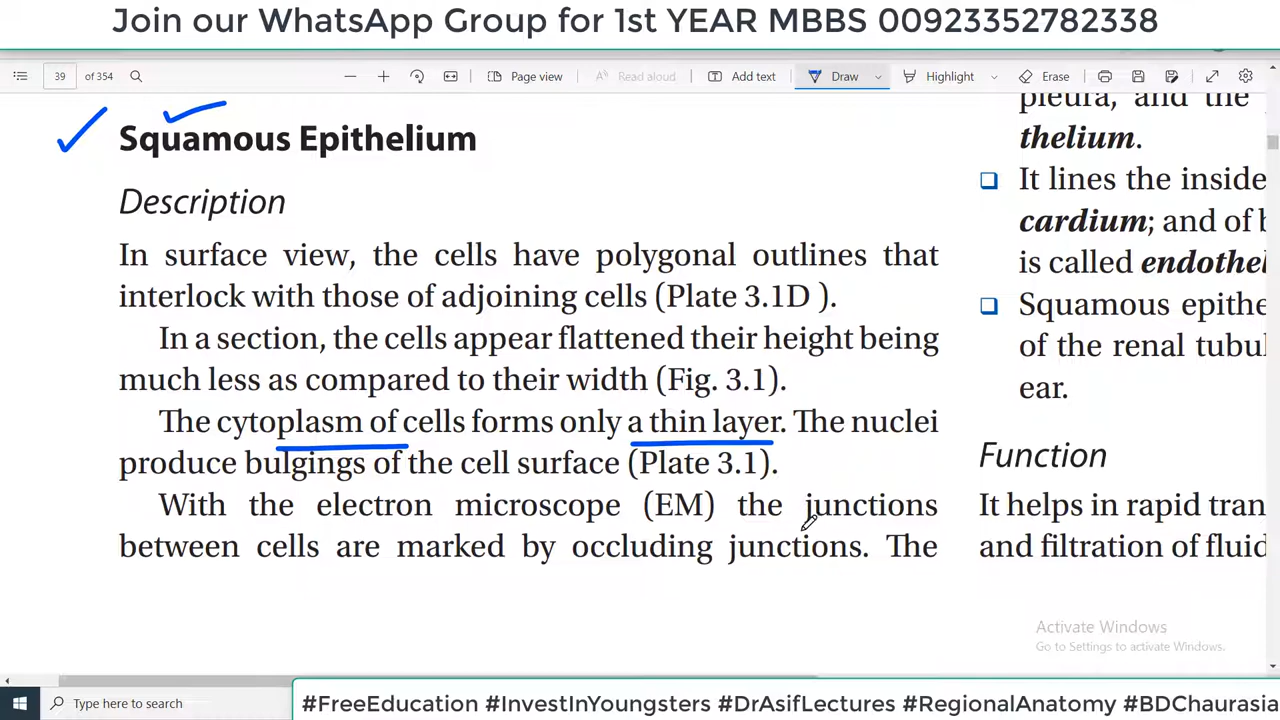 Join our WhatsApp Group for 1st YEAR MBBS 00923352782338
39 of 354
Page view
Read aloud
Add text
Draw
Highlight
Erase
Squamous Epithelium
Description
In surface view, the cells have polygonal outlines that
interlock with those of adjoining cells (Plate 3.1D ).
In a section, the cells appear flattened their height being
much less as compared to their width (Fig. 3.1).
The cytoplasm of cells forms only a thin layer. The nuclei
produce bulgings of the cell surface (Plate 3.1).
With the electron microscope (EM) the junctions
between cells are marked by occluding junctions. The
pleura, and the
thelium.
It lines the inside
cardium; and of b
is called endothel
Squamous epithe
of the renal tubul
ear.
Function
It helps in rapid tran
and filtration of fluid
Activate Windows
Go to Settings to activate Windows.
Type here to search
#FreeEducation #InvestInYoungsters #DrAsifLectures #RegionalAnatomy #BDChaurasia